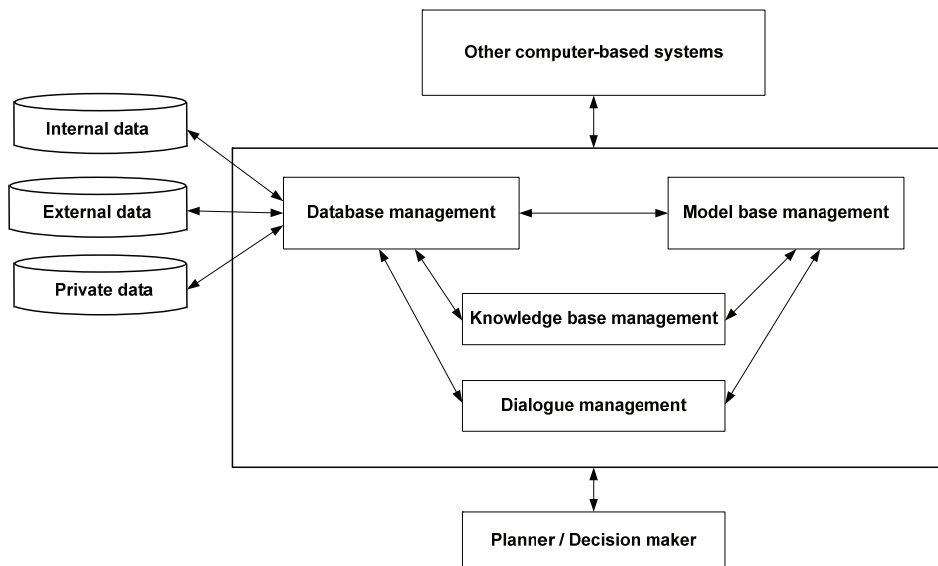 Other computer-based systems
Internal data
External data
Private data
Database management
Model base management
Knowledge base management
Dialogue management
Planner / Decision maker